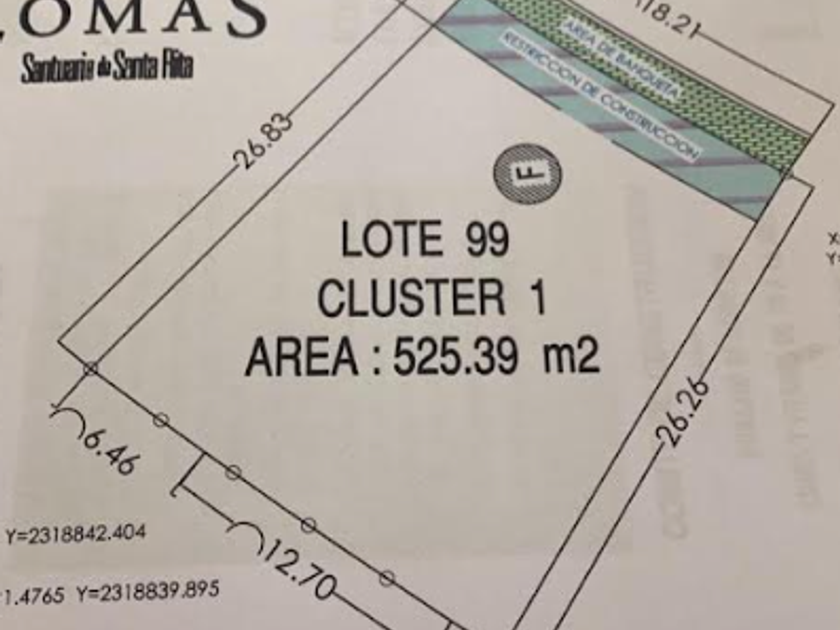 LOMAS
Santuario de Santa Rita
18.21
AREA DE BANQUETA
RESTRICCION DE CONSTRUCCION
26.83
F
LOTE 99
CLUSTER 1
AREA : 525.39 m2
26.26
6.46
12.70
Y=2318842.404
1.4765 Y=2318839.895